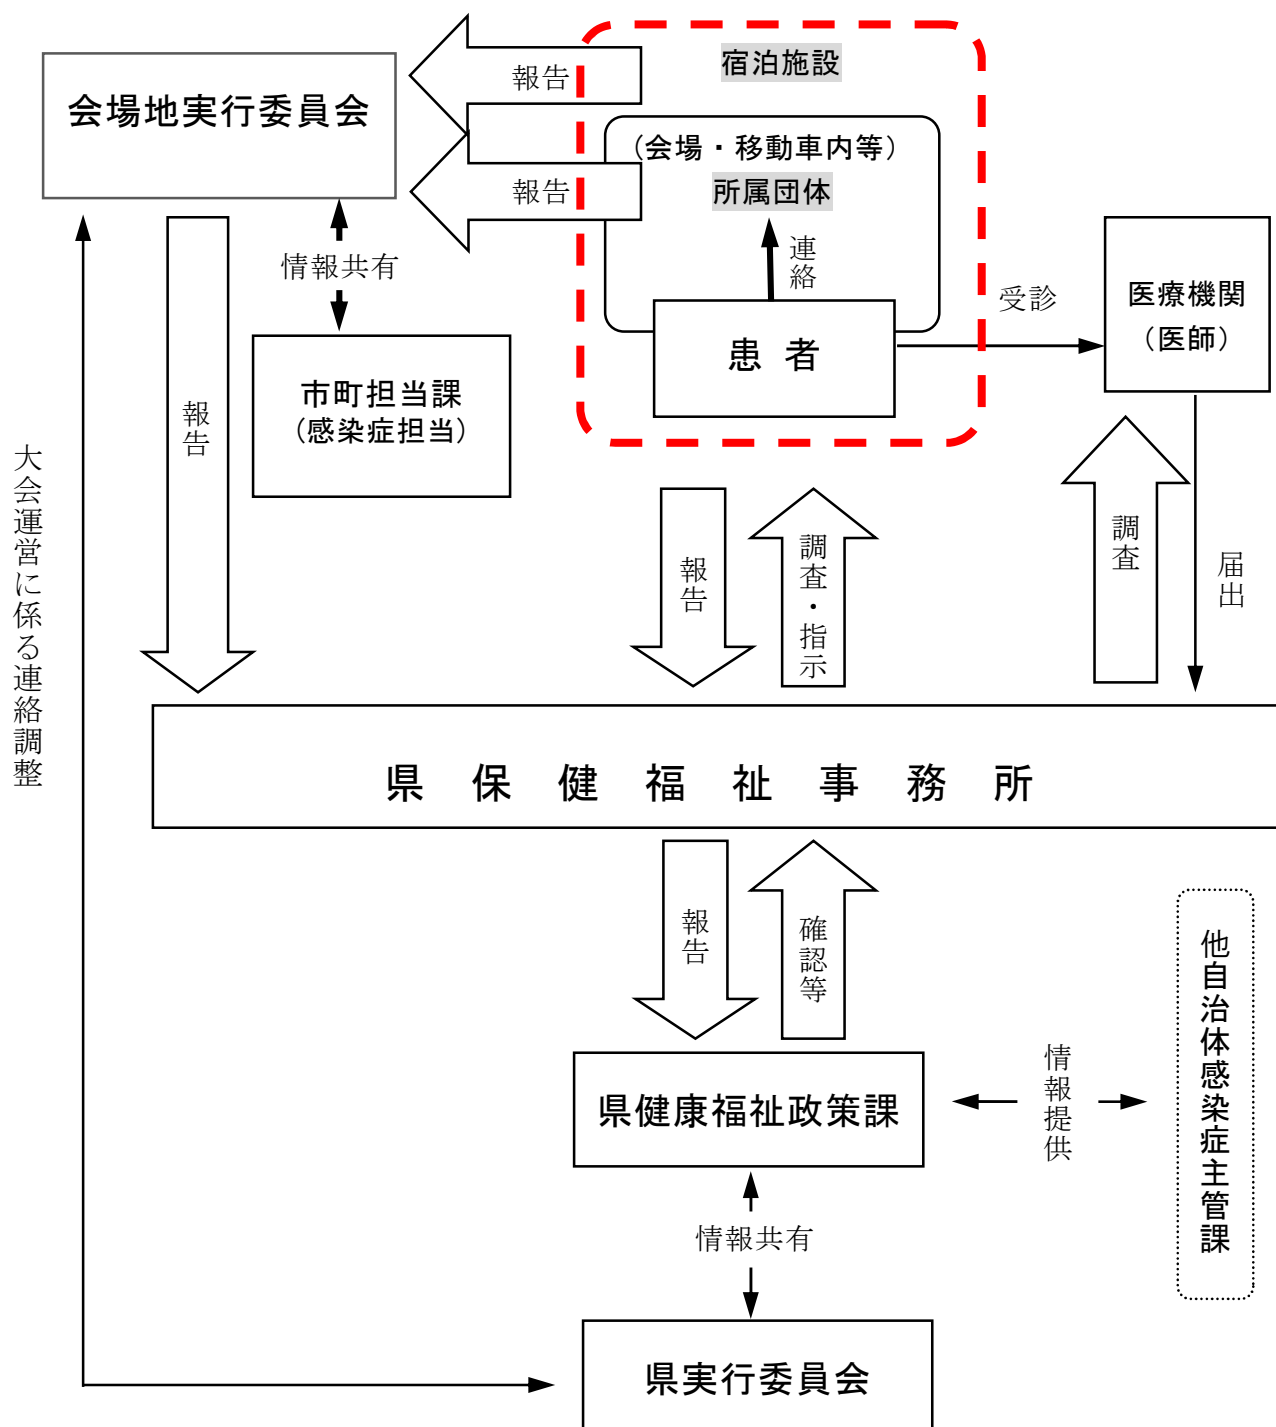 宿泊施設
報告
会場地実行委員会
(会場・移動車内等)
報告
所属団体
連絡
情報共有
受診
医療機関
(医師)
患者
市町担当課
(感染症担当)
報告
大会運営に係る連絡調整
報告
調査・指示
調査
届出
県保健福祉事務所
報告
確認等
他自治体感染症主管課
情報提供
県健康福祉政策課
情報共有
県実行委員会